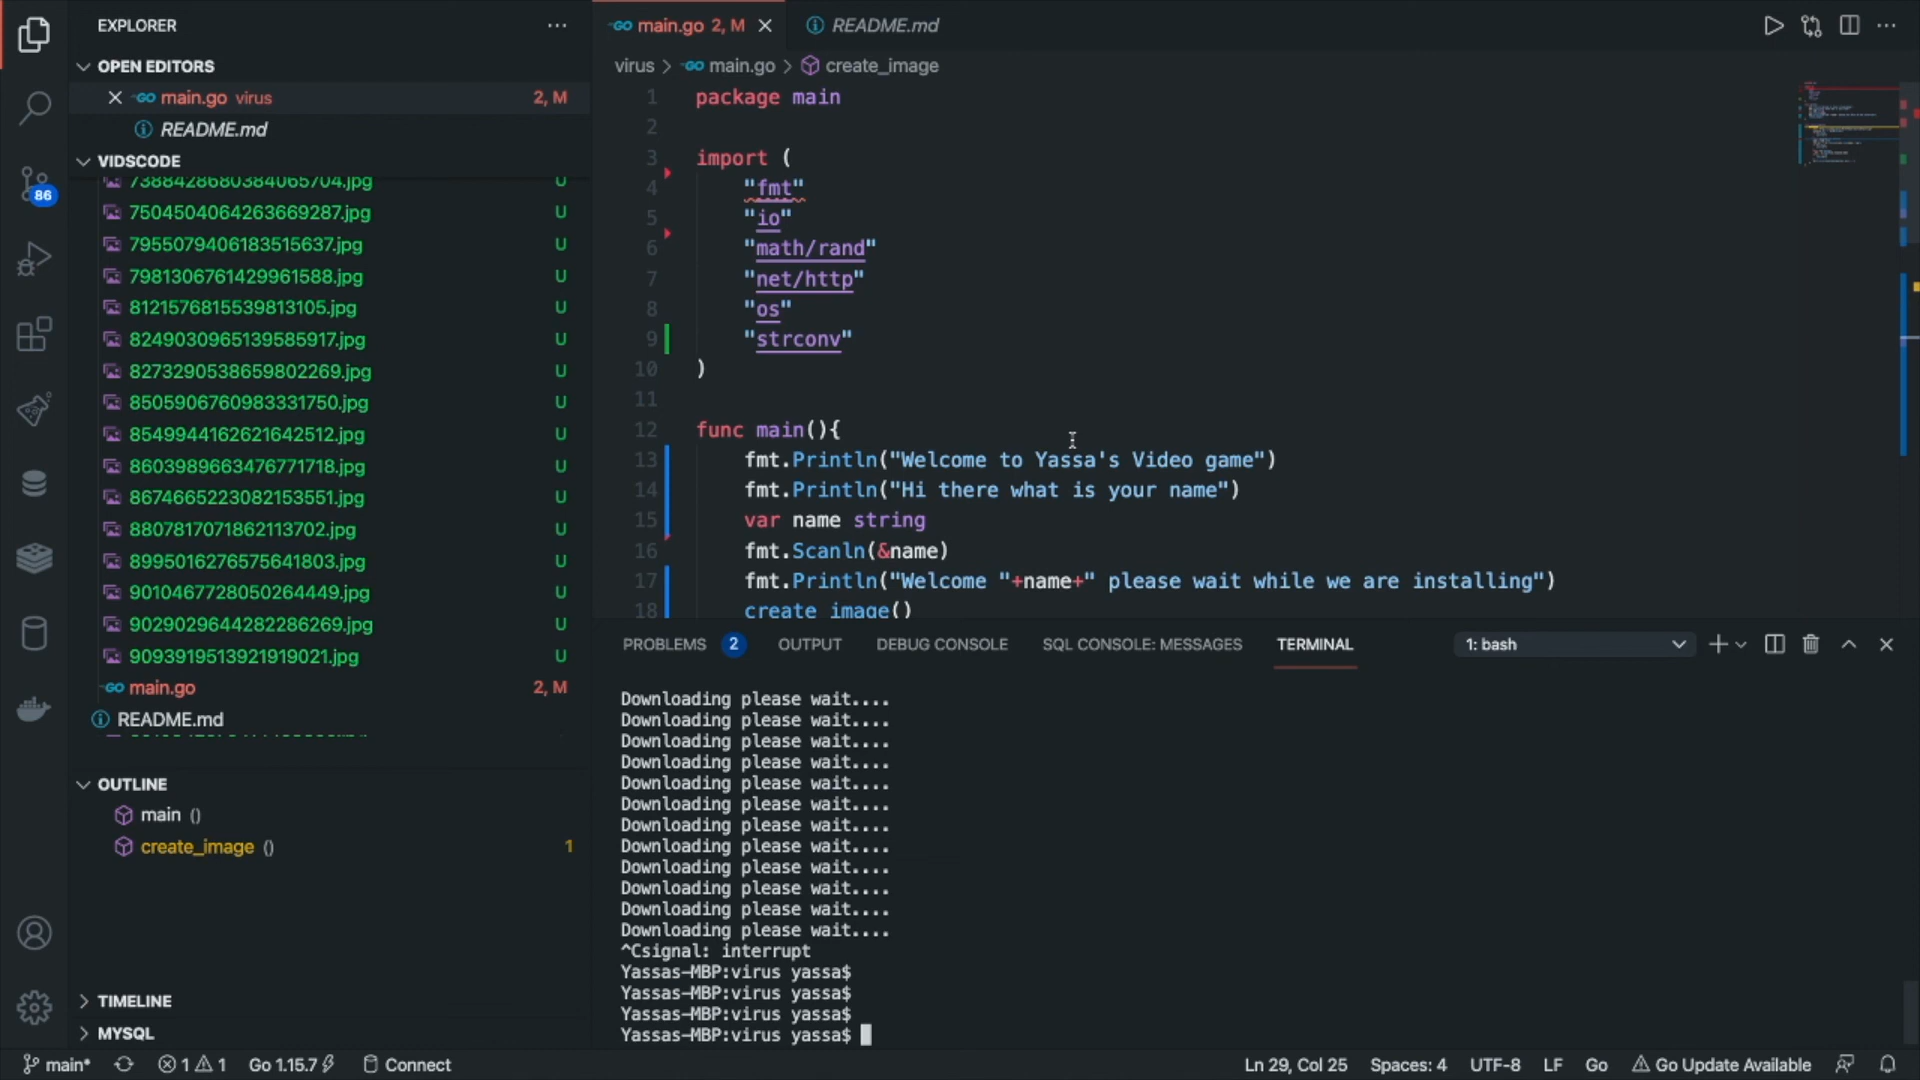 EXPLORER
OPEN EDITORS
main.go virus 2, M
README.md
VIDSCODE
7388428680384065704.jpg U
7504504064263669287.jpg U
7955079406183515637.jpg U
7981306761429961588.jpg U
8121576815539813105.jpg U
8249030965139585917.jpg U
8273290538659802269.jpg U
8505906760983331750.jpg U
8549944162621642512.jpg U
8603989663476771718.jpg U
8674665223082153551.jpg U
8807817071862113702.jpg U
8995016276575641803.jpg U
9010467728050264449.jpg U
9029029644282286269.jpg U
9093919513921919021.jpg U
main.go 2, M
README.md
OUTLINE
main ()
create_image () 1
TIMELINE
MYSQL
86
main.go 2, M README.md
virus > main.go > create_image
1 package main
2
3 import (
4 "fmt"
5 "io"
6 "math/rand"
7 "net/http"
8 "os"
9 "strconv"
10 )
11
12 func main(){
13 fmt.Println("Welcome to Yassa's Video game")
14 fmt.Println("Hi there what is your name")
15 var name string
16 fmt.Scanln(&name)
17 fmt.Println("Welcome "+name+" please wait while we are installing")
18 create_image()
PROBLEMS 2 OUTPUT DEBUG CONSOLE SQL CONSOLE: MESSAGES TERMINAL 1: bash
Downloading please wait....
Downloading please wait....
Downloading please wait....
Downloading please wait....
Downloading please wait....
Downloading please wait....
Downloading please wait....
Downloading please wait....
Downloading please wait....
Downloading please wait....
Downloading please wait....
Downloading please wait....
^Csignal: interrupt
Yassas-MBP:virus yassa$
Yassas-MBP:virus yassa$
Yassas-MBP:virus yassa$
Yassas-MBP:virus yassa$
main* 1 1 Go 1.15.7 Connect Ln 29, Col 25 Spaces: 4 UTF-8 LF Go Go Update Available